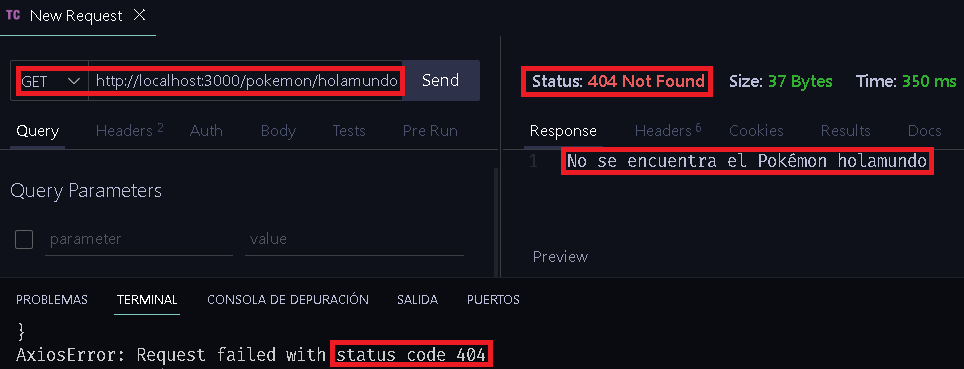 TC New Request
GET http://localhost:3000/pokemon/holamundo Send
Status: 404 Not Found Size: 37 Bytes Time: 350 ms
Query Headers 2 Auth Body Tests Pre Run
Response Headers 6 Cookies Results Docs
1 No se encuentra el Pokémon holamundo
Query Parameters
parameter value
Preview
PROBLEMAS TERMINAL CONSOLA DE DEPURACIÓN SALIDA PUERTOS
}
AxiosError: Request failed with status code 404